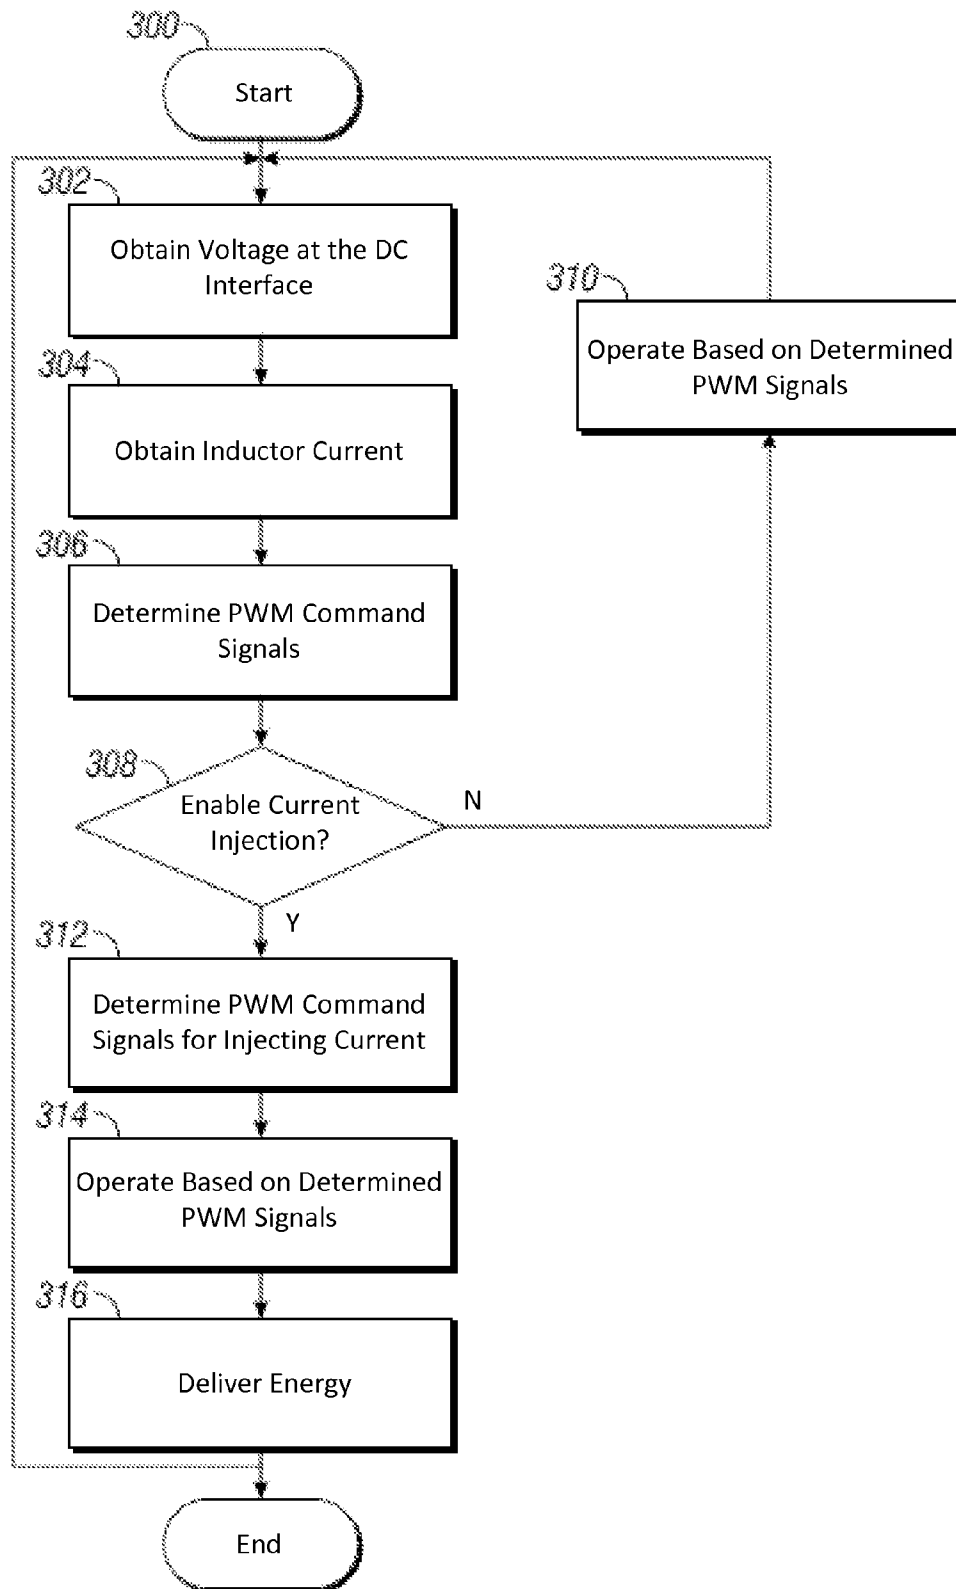 300
Start
302
Obtain Voltage at the DC
Interface
310
Operate Based on Determined
PWM Signals
304
Obtain Inductor Current
306
Determine PWM Command
Signals
308
Enable Current
Injection?
N
Y
312
Determine PWM Command
Signals for Injecting Current
314
Operate Based on Determined
PWM Signals
316
Deliver Energy
End